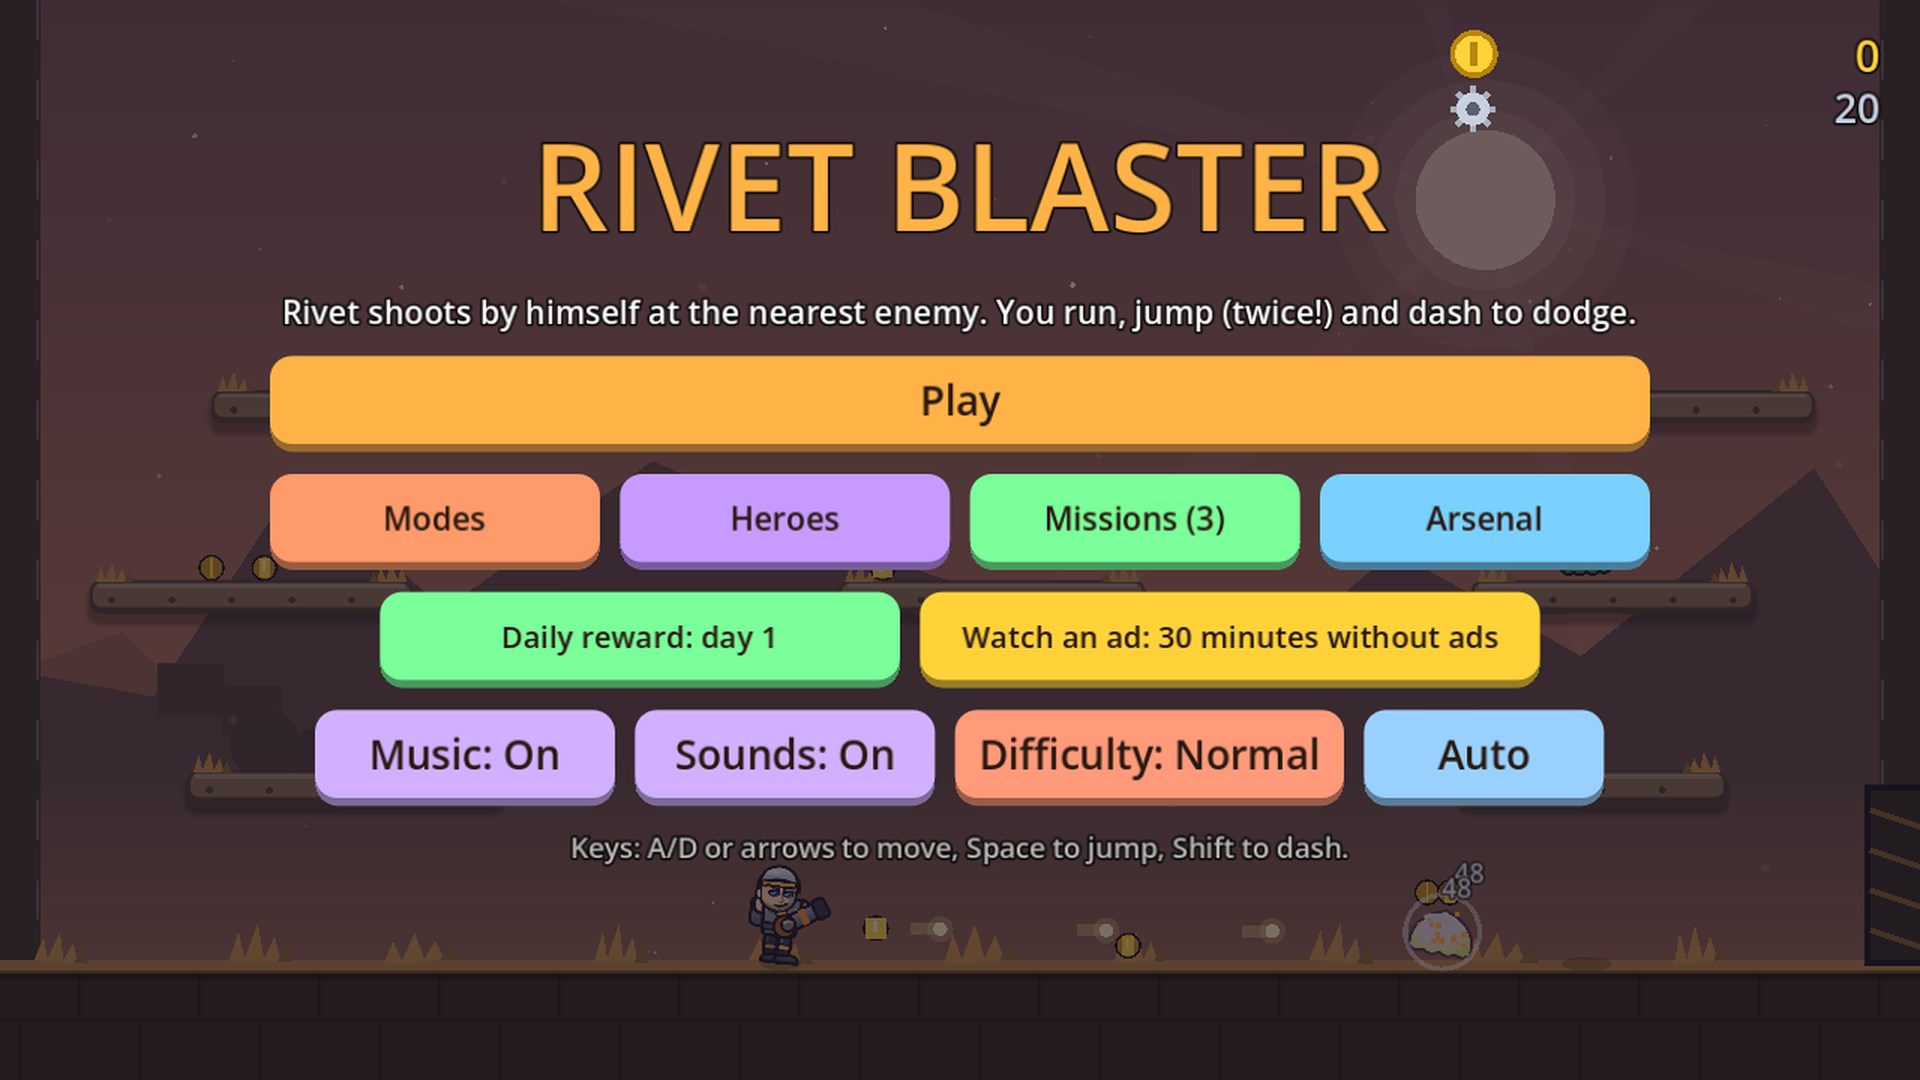 0
20
RIVET BLASTER
Rivet shoots by himself at the nearest enemy. You run, jump (twice!) and dash to dodge.
Play
Modes
Heroes
Missions (3)
Arsenal
Daily reward: day 1
Watch an ad: 30 minutes without ads
Music: On
Sounds: On
Difficulty: Normal
Auto
Keys: A/D or arrows to move, Space to jump, Shift to dash.
48
48